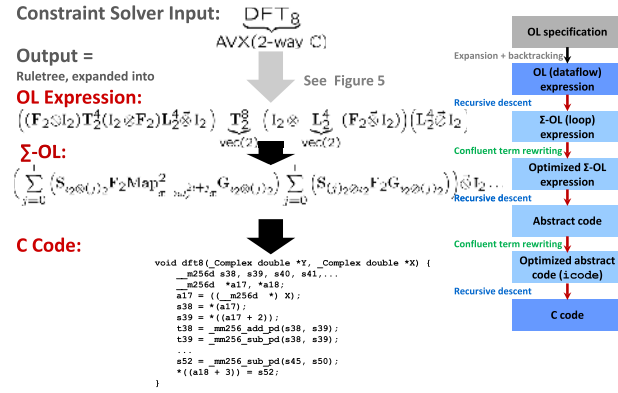 Constraint Solver Input:
DFT₈
AVX(2-way C)
Output =
Ruletree, expanded into
See Figure 5
OL Expression:
vec(2)
vec(2)
∑-OL:
C Code:
void dft8(_Complex double *Y, _Complex double *X) {
__m256d s38, s39, s40, s41,...
__m256d *a17, *a18;
a17 = ((__m256d *) X);
s38 = *(a17);
s39 = *((a17 + 2));
t38 = _mm256_add_pd(s38, s39);
t39 = _mm256_sub_pd(s38, s39);
...
s52 = _mm256_sub_pd(s45, s50);
*((a18 + 3)) = s52;
}
OL specification
Expansion + backtracking
OL (dataflow)
expression
Recursive descent
Σ-OL (loop)
expression
Confluent term rewriting
Optimized Σ-OL
expression
Recursive descent
Abstract code
Confluent term rewriting
Optimized abstract
code (icode)
Recursive descent
C code